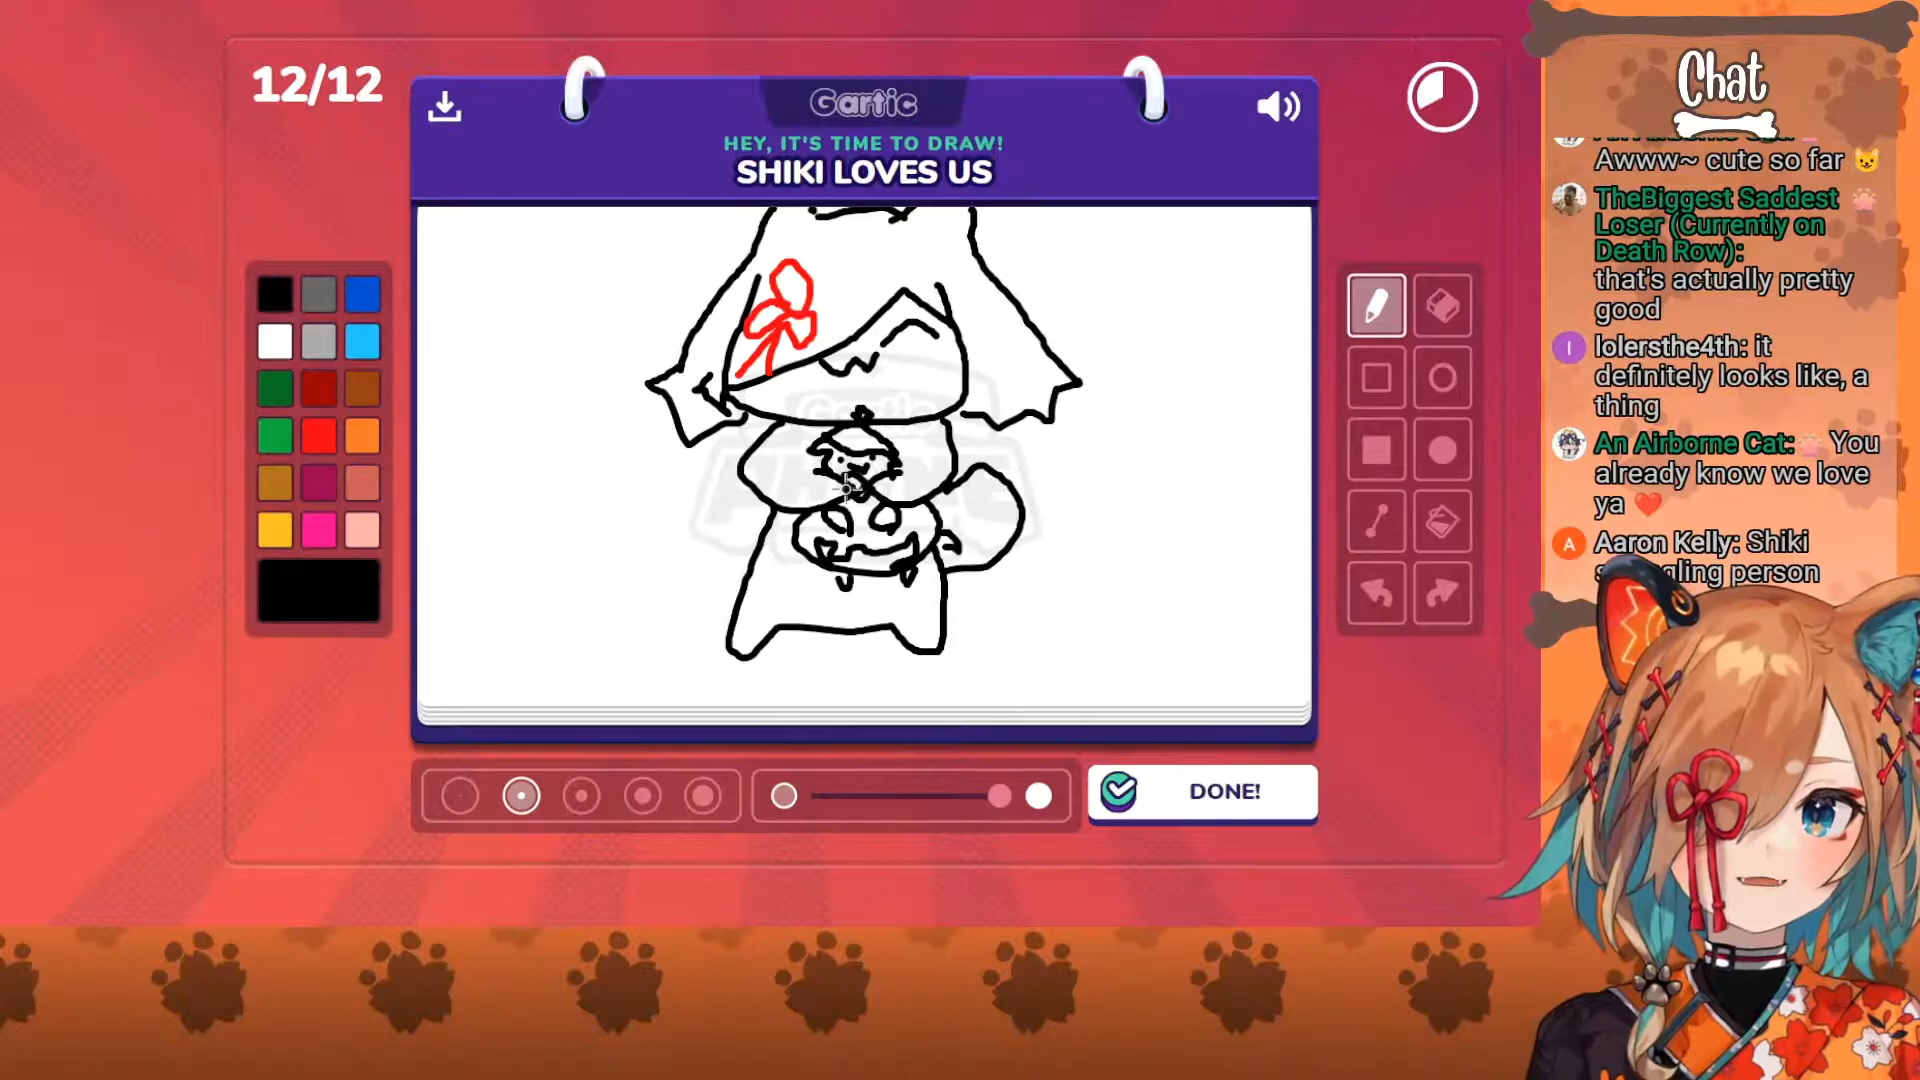 12/12
Gartic
HEY, IT'S TIME TO DRAW!
SHIKI LOVES US
Gartic
DONE!
Chat
Awww~ cute so far 😺
TheBiggest Saddest
Loser (Currently on
Death Row):
that's actually pretty
good
lolersthe4th: it
definitely looks like, a
thing
An Airborne Cat: You
already know we love
ya ❤️
A
Aaron Kelly: Shiki
person